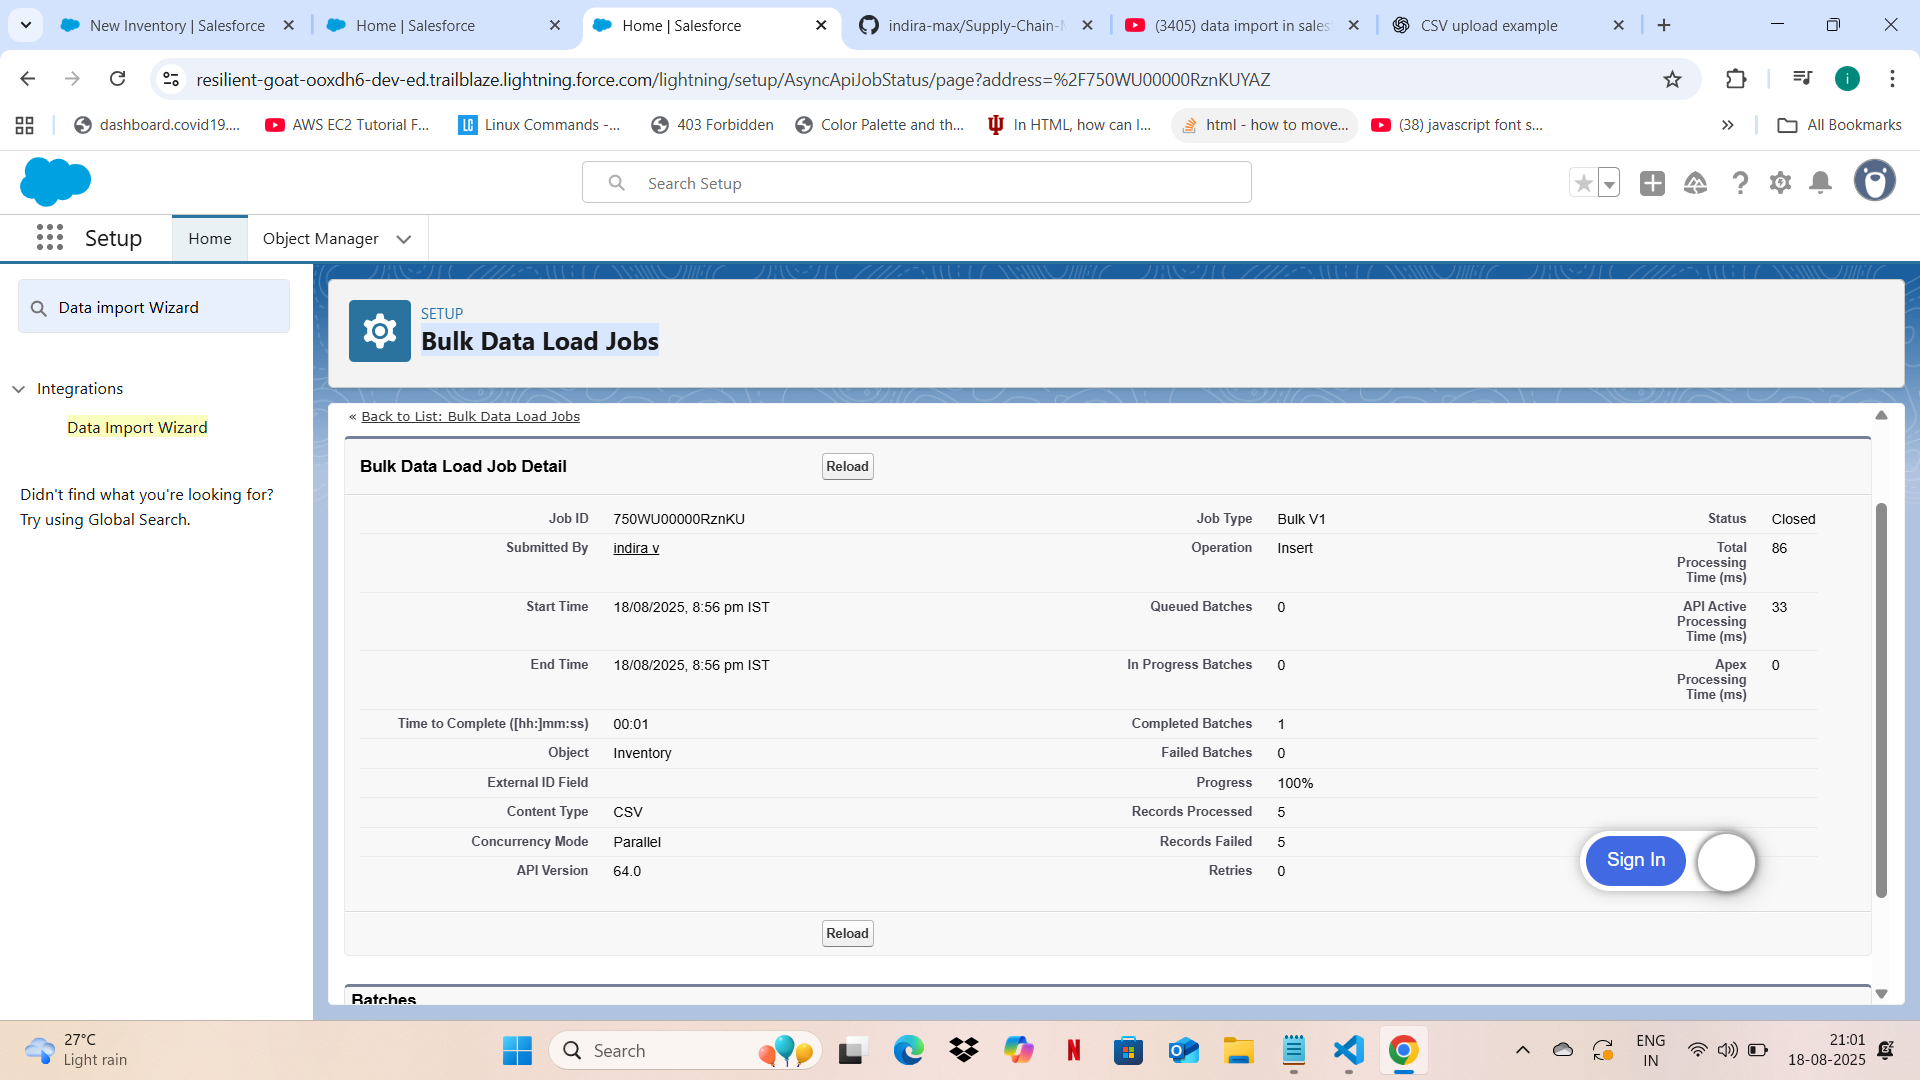 New Inventory | Salesforce
Home | Salesforce
Home | Salesforce
indira-max/Supply-Chain-M
(3405) data import in sales
CSV upload example
resilient-goat-ooxdh6-dev-ed.trailblaze.lightning.force.com/lightning/setup/AsyncApiJobStatus/page?address=%2F750WU00000RznKUYAZ
i
dashboard.covid19....
AWS EC2 Tutorial F...
LC
Linux Commands -...
403 Forbidden
Color Palette and th...
In HTML, how can I...
html - how to move...
(38) javascript font s...
All Bookmarks
Search Setup
Setup
Home
Object Manager
Data import Wizard
Integrations
Data Import Wizard
Didn't find what you're looking for?
Try using Global Search.
SETUP
Bulk Data Load Jobs
« Back to List: Bulk Data Load Jobs
Bulk Data Load Job Detail
Reload
Job ID 750WU00000RznKU Job Type Bulk V1 Status Closed
Submitted By indira v Operation Insert Total Processing Time (ms) 86
Start Time 18/08/2025, 8:56 pm IST Queued Batches 0 API Active Processing Time (ms) 33
End Time 18/08/2025, 8:56 pm IST In Progress Batches 0 Apex Processing Time (ms) 0
Time to Complete ([hh:]mm:ss) 00:01 Completed Batches 1
Object Inventory Failed Batches 0
External ID Field Progress 100%
Content Type CSV Records Processed 5
Concurrency Mode Parallel Records Failed 5
API Version 64.0 Retries 0
Sign In
Reload
Batches
27°C
Light rain
Search
N
ENG
IN
21:01
18-08-2025